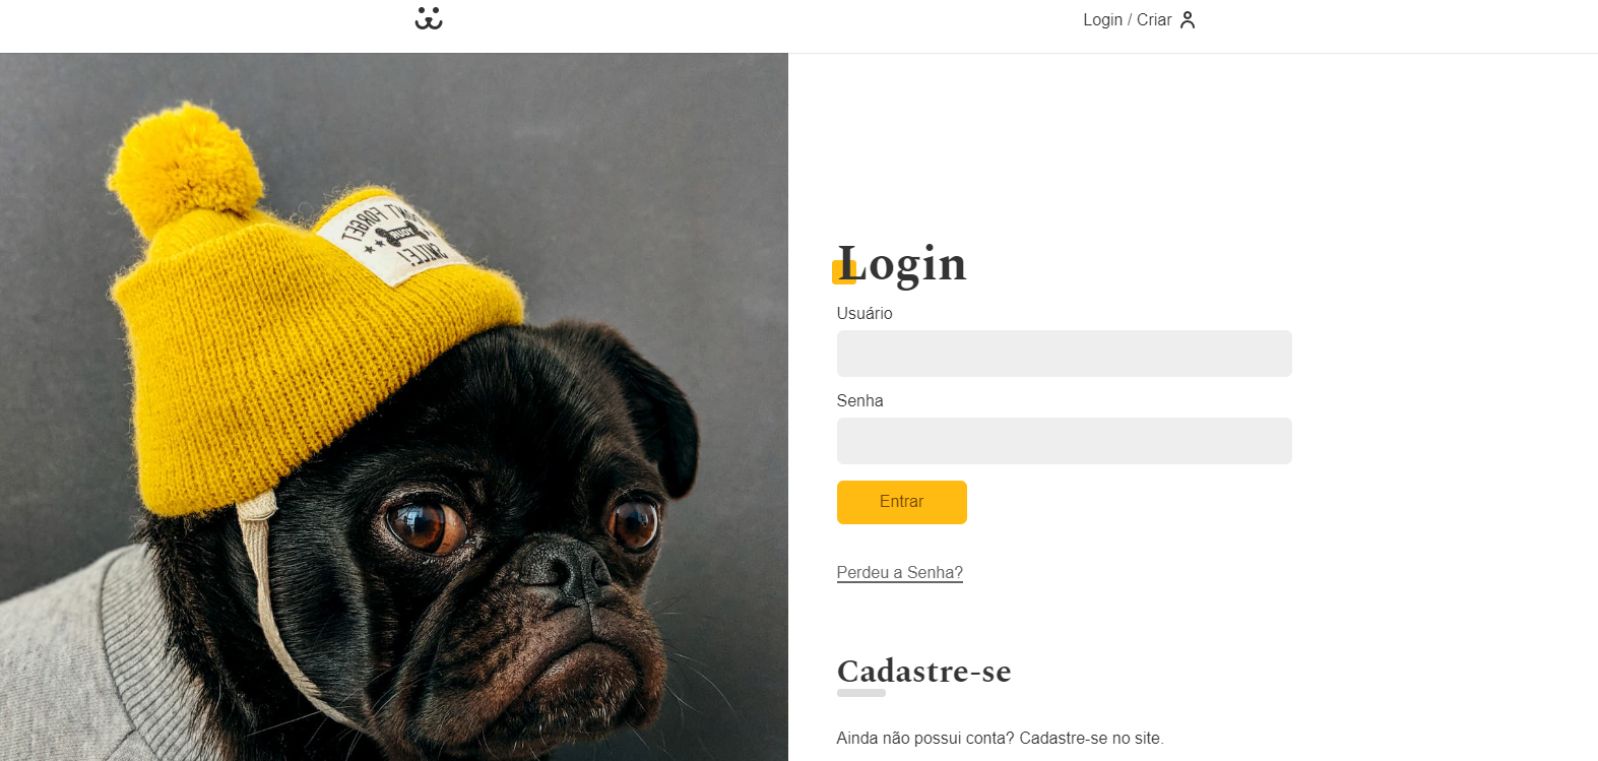 Login / Criar
DON'T FORGET
SMILE!
Login
Usuário
Senha
Entrar
Perdeu a Senha?
Cadastre-se
Ainda não possui conta? Cadastre-se no site.